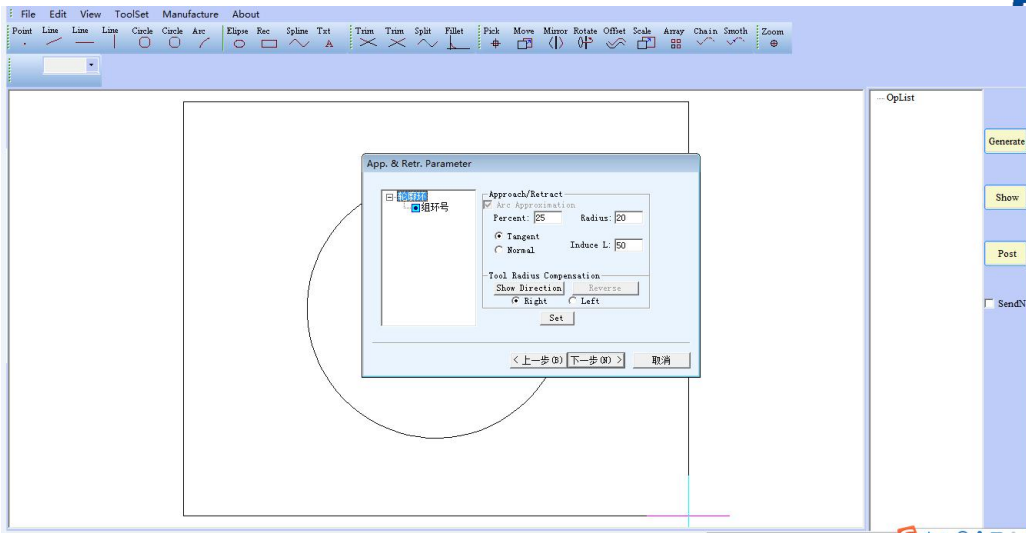 File Edit View ToolSet Manufacture About
Point Line Line Line Circle Circle Arc Elipse Rec Spline Txt Trim Trim Split Fillet Pick Move Mirror Rotate Offset Scale Array Chain Smoth Zoom
OpList
Generate
Show
Post
SendN
App. & Retr. Parameter
组环号
Approach/Retract
Arc Approximation
Percent: 25 Radius: 20
Tangent
Induce L: 50
Normal
Tool Radius Compensation
Show Direction Reverse
Right Left
Set
< 上一步(B) 下一步(N) > 取消